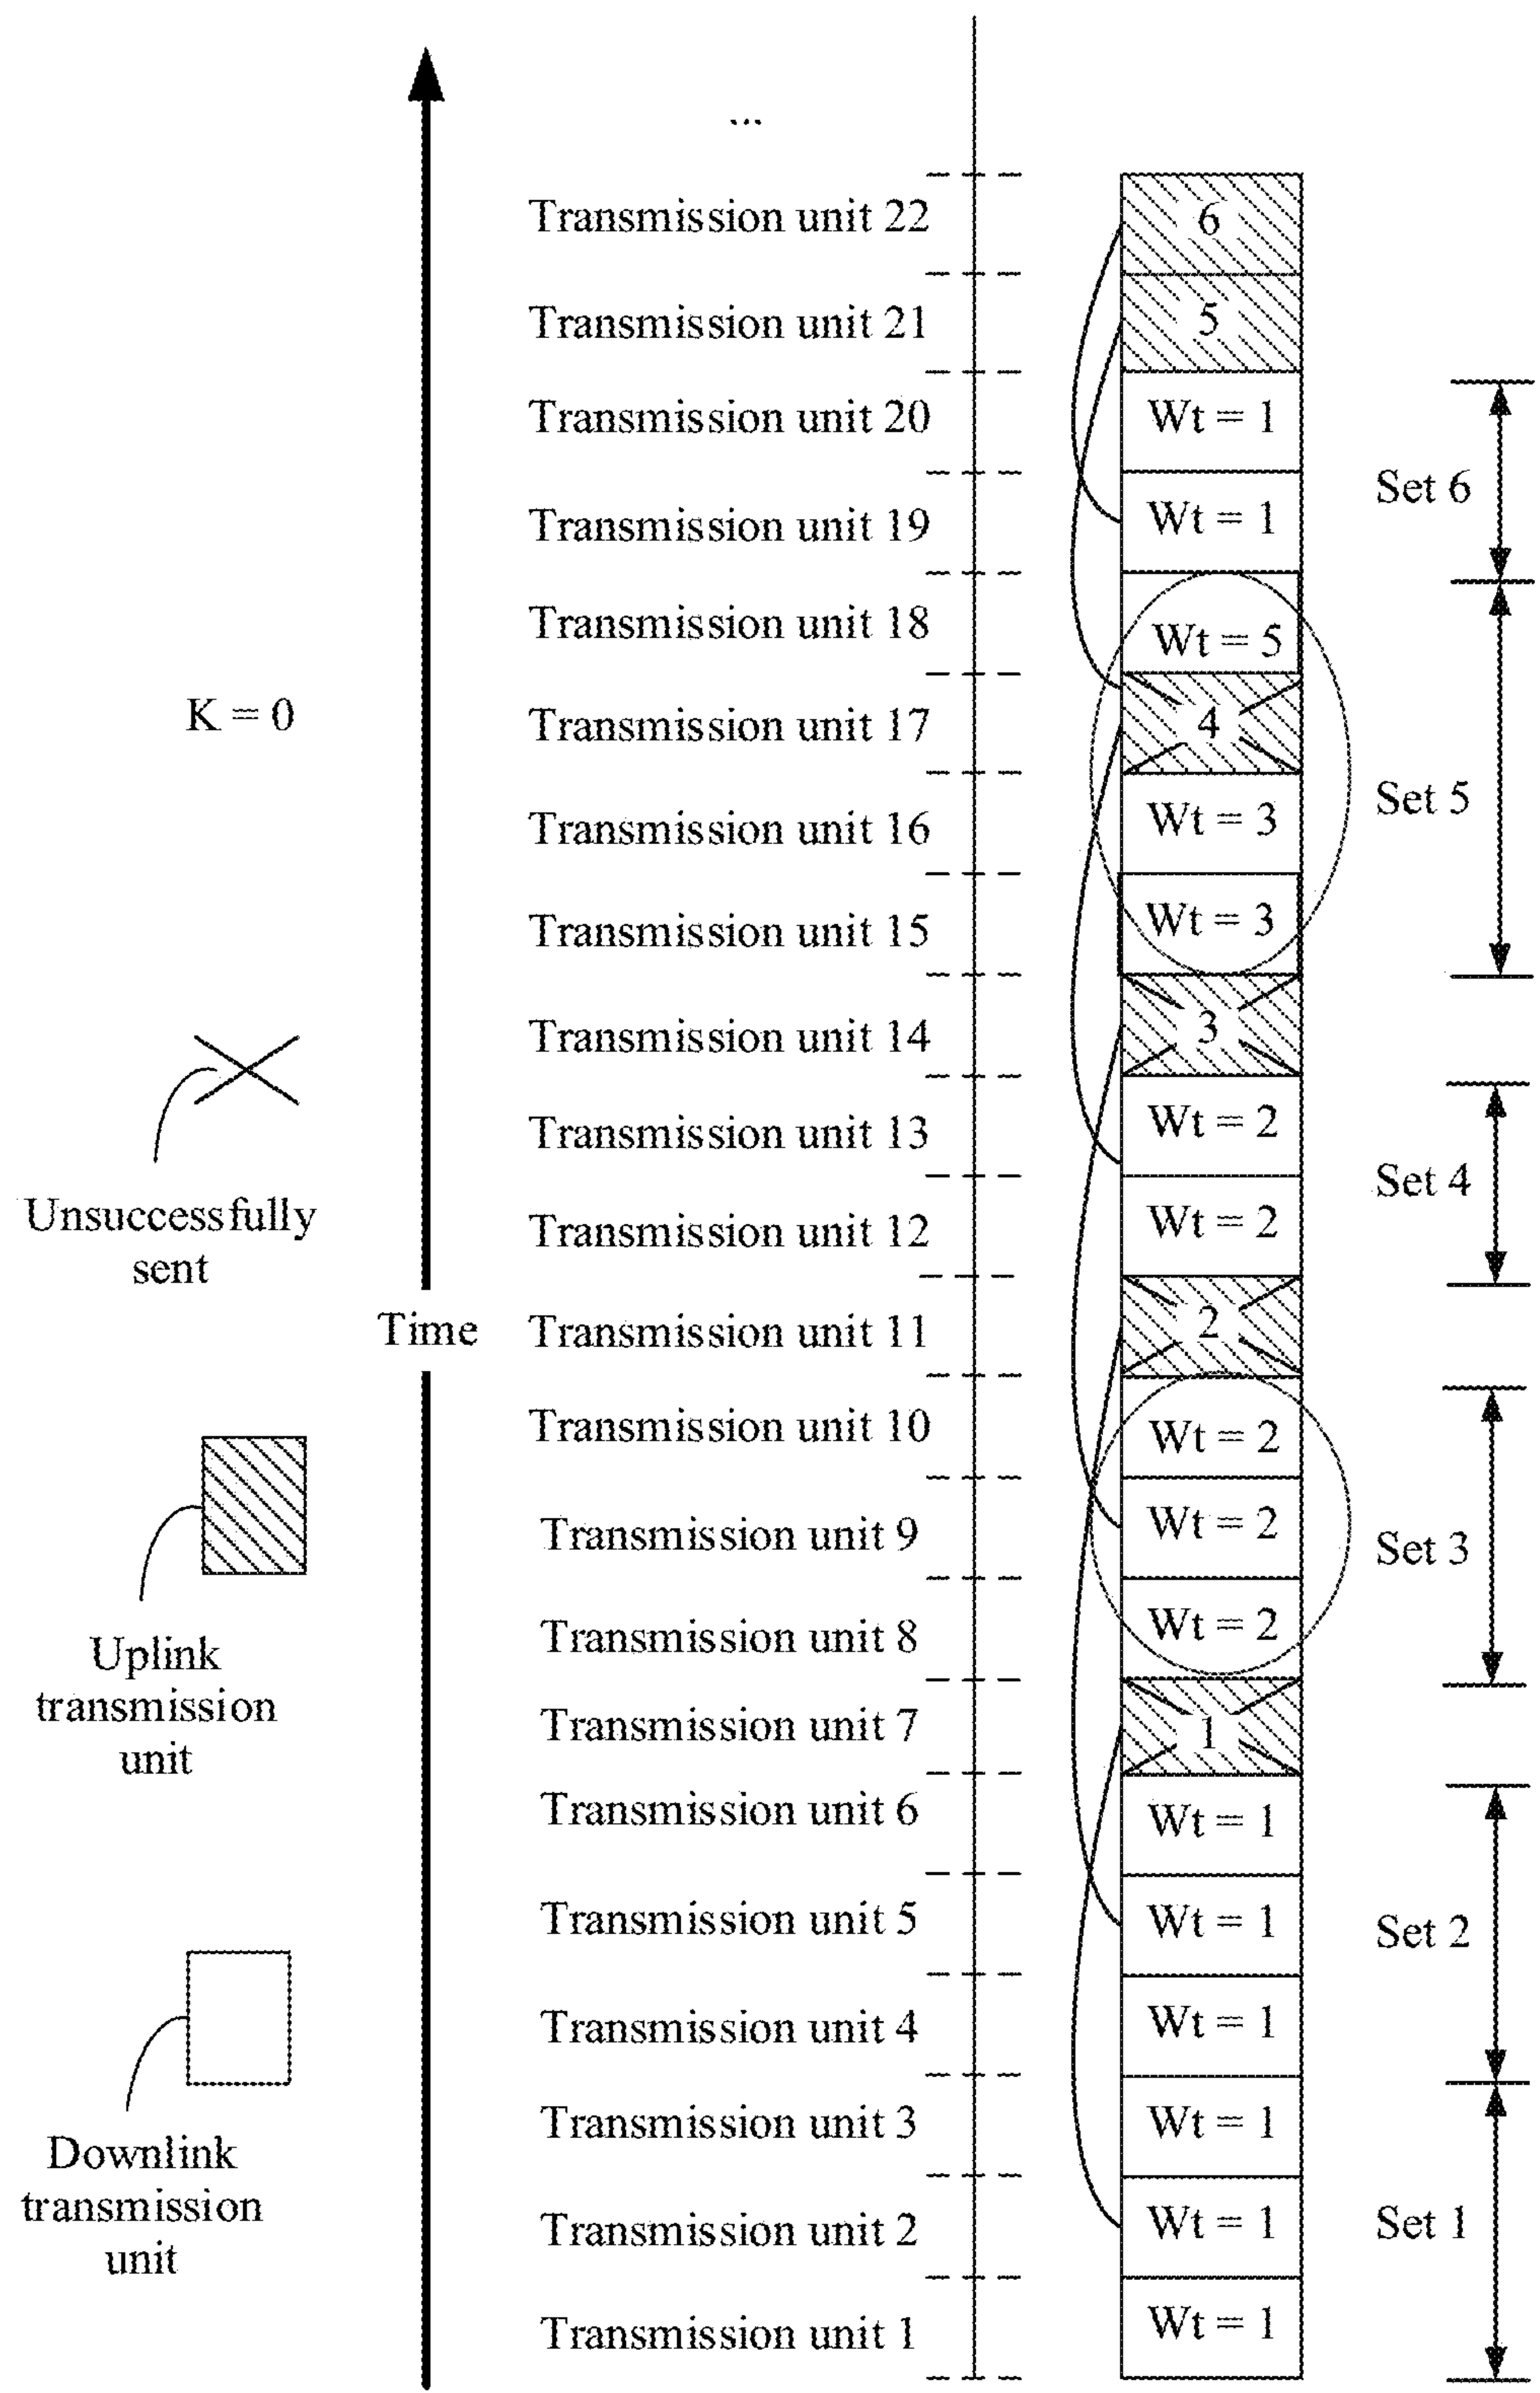 ...
Transmission unit 22
6
Transmission unit 21
5
Transmission unit 20
Wt = 1
Set 6
Transmission unit 19
Wt = 1
Transmission unit 18
Wt = 5
K = 0
Transmission unit 17
4
Set 5
Transmission unit 16
Wt = 3
Transmission unit 15
Wt = 3
Transmission unit 14
3
Transmission unit 13
Wt = 2
Set 4
Unsuccessfully
sent
Transmission unit 12
Wt = 2
Time
Transmission unit 11
2
Transmission unit 10
Wt = 2
Transmission unit 9
Wt = 2
Set 3
Transmission unit 8
Wt = 2
Uplink
transmission
unit
Transmission unit 7
1
Transmission unit 6
Wt = 1
Transmission unit 5
Wt = 1
Set 2
Transmission unit 4
Wt = 1
Transmission unit 3
Wt = 1
Downlink
transmission
unit
Transmission unit 2
Wt = 1
Set 1
Transmission unit 1
Wt = 1